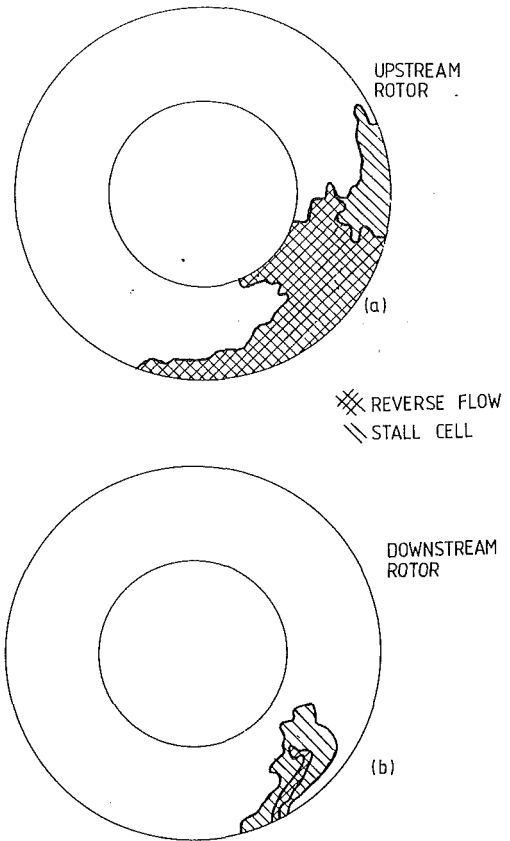 UPSTREAM
ROTOR
(a)
REVERSE FLOW
STALL CELL
DOWNSTREAM
ROTOR
(b)